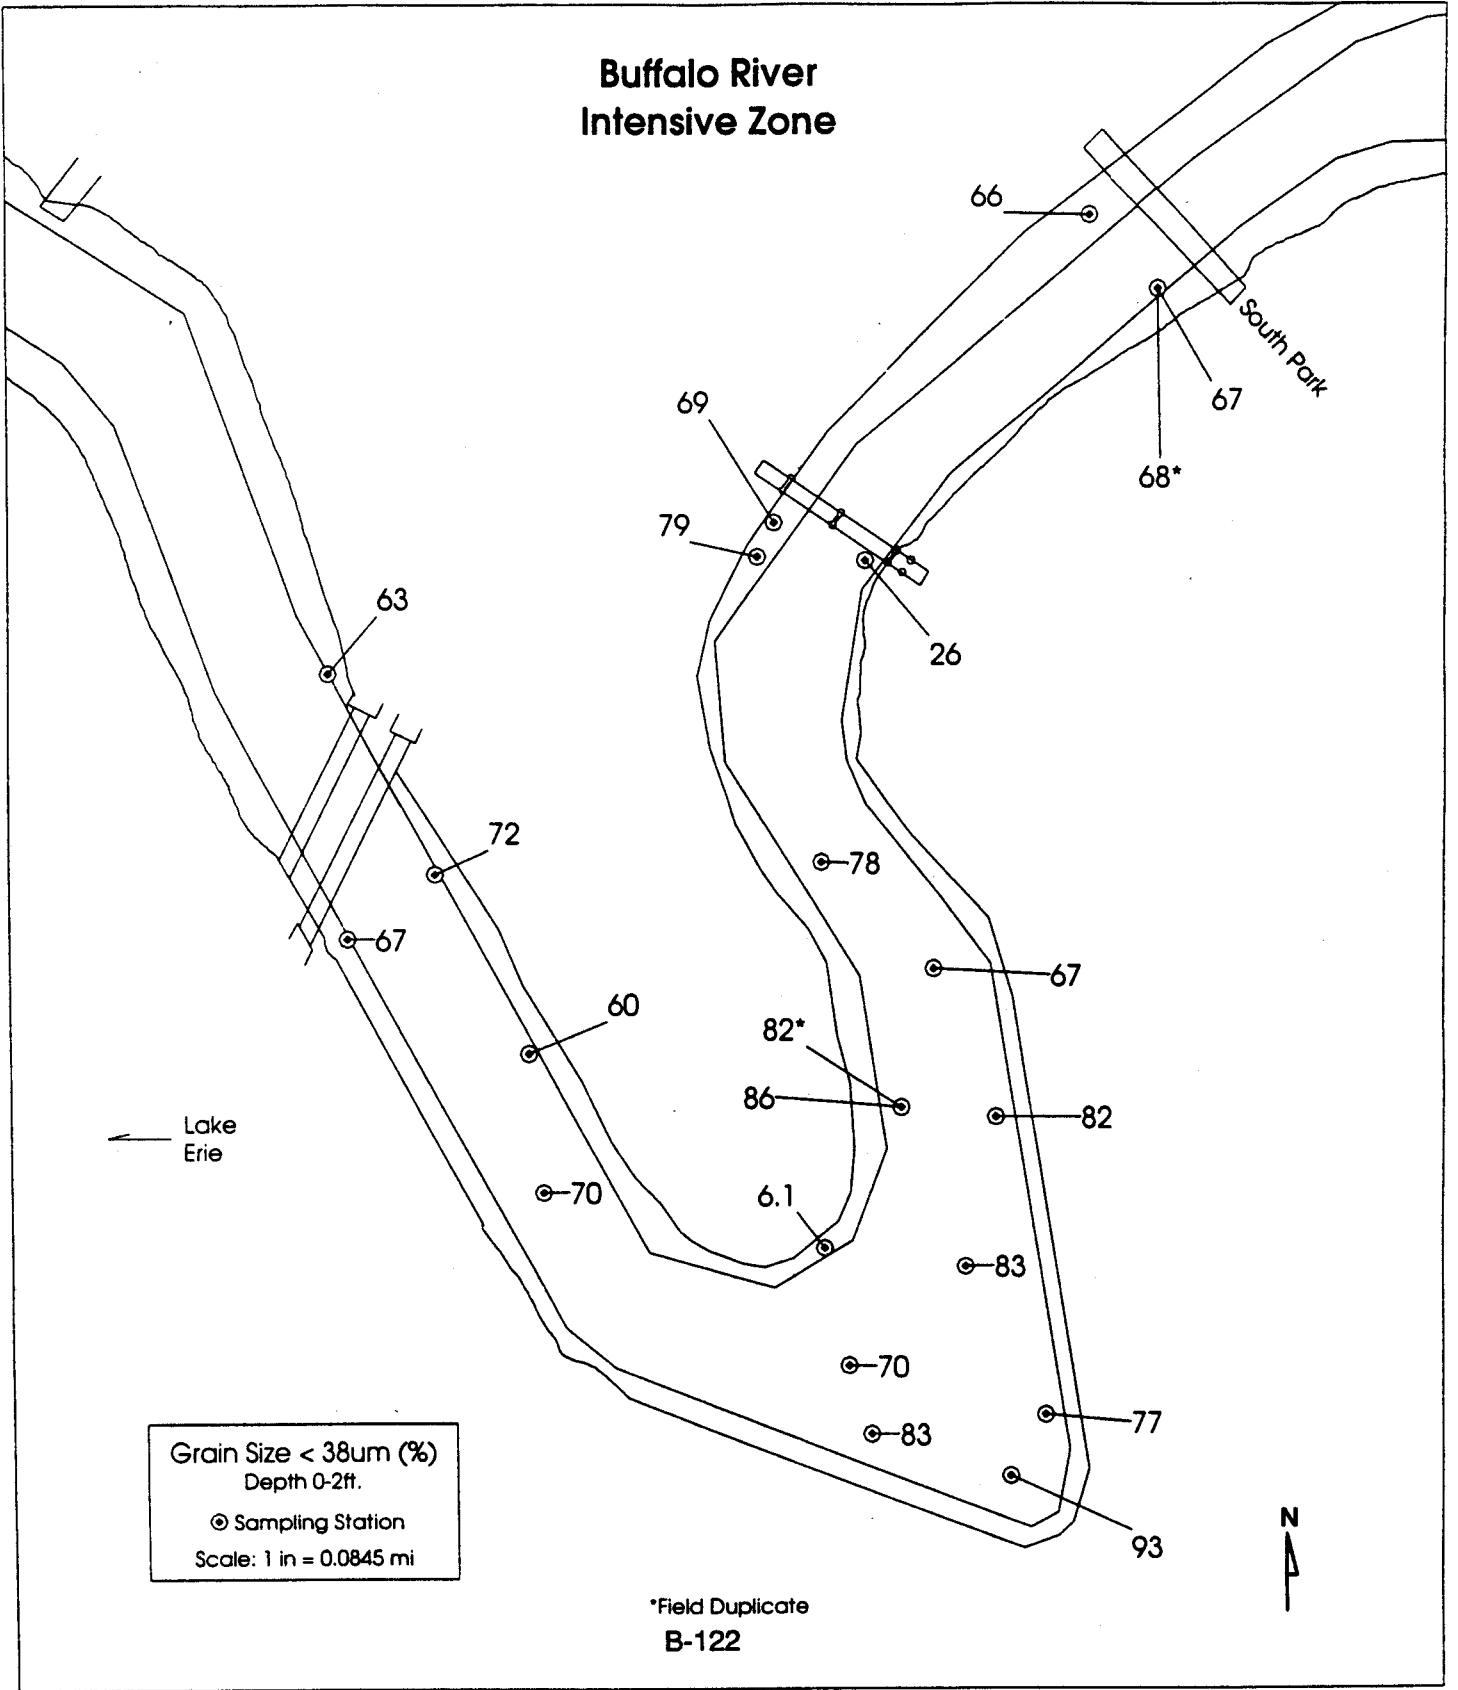 Buffalo River
Intensive Zone
66
South Park
67
68*
69
79
26
63
72
78
67
67
60
82*
86
82
Lake
Erie
70
6.1
83
70
77
83
93
Grain Size < 38um (%)
Depth 0-2ft.
Sampling Station
Scale: 1 in = 0.0845 mi
N
*Field Duplicate
B-122